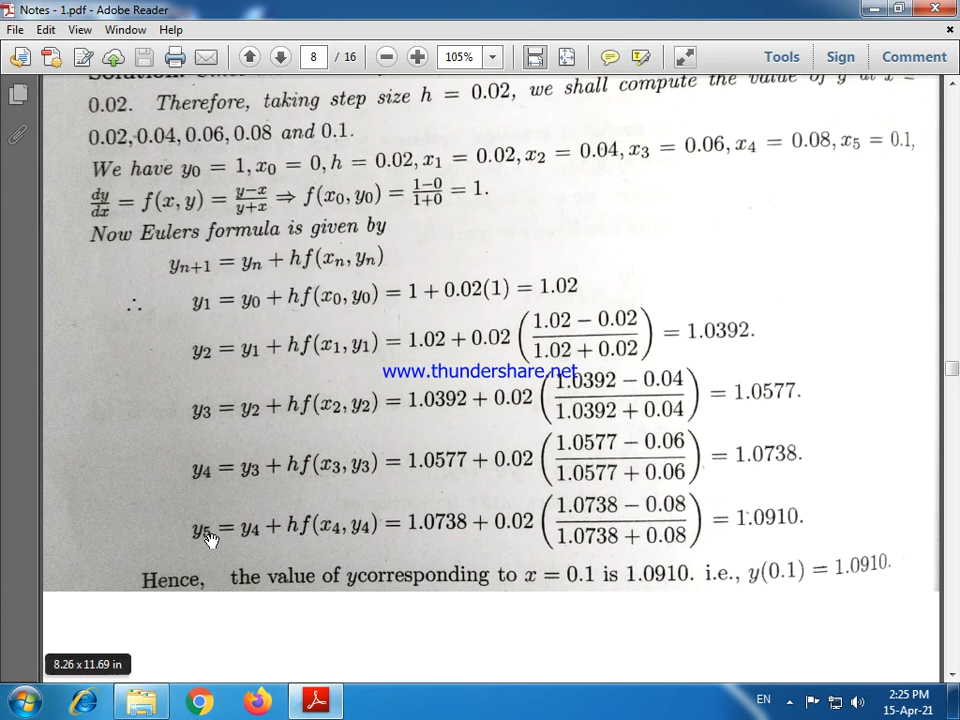 Notes - 1.pdf - Adobe Reader
File Edit View Window Help
8 / 16 105% Tools Sign Comment
0.02. Therefore, taking step size h = 0.02, we shall compute the value of y at x =
0.02, 0.04, 0.06, 0.08 and 0.1.
We have y₀ = 1, x₀ = 0, h = 0.02, x₁ = 0.02, x₂ = 0.04, x₃ = 0.06, x₄ = 0.08, x₅ = 0.1,
dy/dx = f(x, y) = (y−x)/(y+x) ⇒ f(x₀, y₀) = (1−0)/(1+0) = 1.
Now Eulers formula is given by
yₙ₊₁ = yₙ + hf(xₙ, yₙ)
∴ y₁ = y₀ + hf(x₀, y₀) = 1 + 0.02(1) = 1.02
y₂ = y₁ + hf(x₁, y₁) = 1.02 + 0.02 ((1.02 − 0.02)/(1.02 + 0.02)) = 1.0392.
www.thundershare.net
y₃ = y₂ + hf(x₂, y₂) = 1.0392 + 0.02 ((1.0392 − 0.04)/(1.0392 + 0.04)) = 1.0577.
y₄ = y₃ + hf(x₃, y₃) = 1.0577 + 0.02 ((1.0577 − 0.06)/(1.0577 + 0.06)) = 1.0738.
y₅ = y₄ + hf(x₄, y₄) = 1.0738 + 0.02 ((1.0738 − 0.08)/(1.0738 + 0.08)) = 1.0910.
Hence, the value of ycorresponding to x = 0.1 is 1.0910. i.e., y(0.1) = 1.0910.
8.26 x 11.69 in
EN 2:25 PM
15-Apr-21